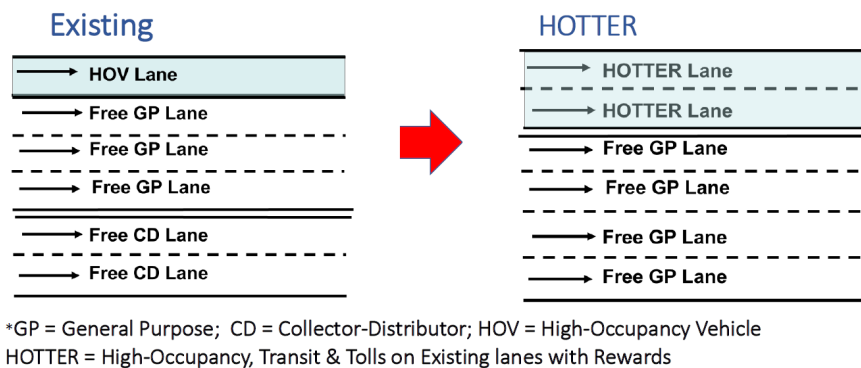 Existing
HOV Lane
Free GP Lane
Free GP Lane
Free GP Lane
Free CD Lane
Free CD Lane
HOTTER
HOTTER Lane
HOTTER Lane
Free GP Lane
Free GP Lane
Free GP Lane
Free GP Lane
*GP = General Purpose; CD = Collector-Distributor; HOV = High-Occupancy Vehicle
HOTTER = High-Occupancy, Transit & Tolls on Existing lanes with Rewards